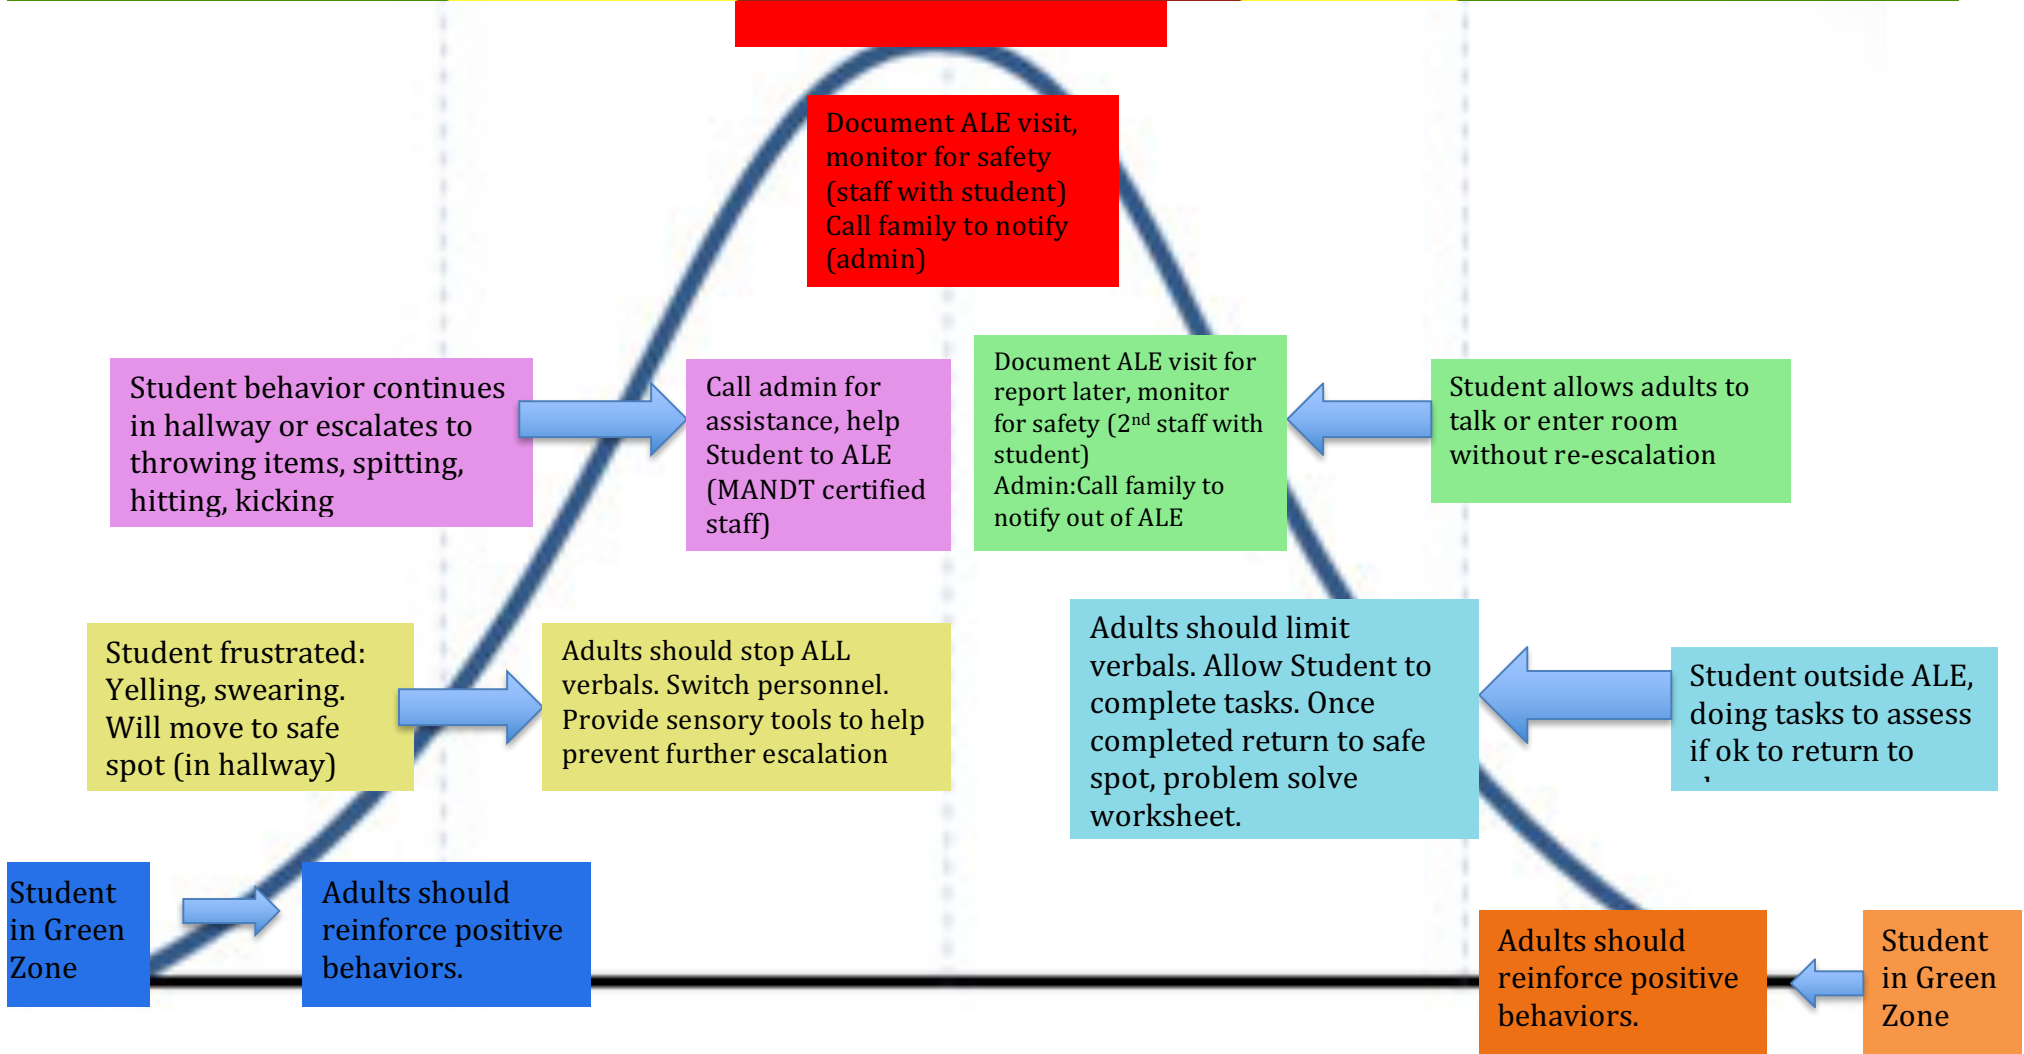 Document ALE visit,
monitor for safety
(staff with student)
Call family to notify
(admin)
Student behavior continues
in hallway or escalates to
throwing items, spitting,
hitting, kicking
Call admin for
assistance, help
Student to ALE
(MANDT certified
staff)
Document ALE visit for
report later, monitor
for safety (2nd staff with
student)
Admin:Call family to
notify out of ALE
Student allows adults to
talk or enter room
without re-escalation
Student frustrated:
Yelling, swearing.
Will move to safe
spot (in hallway)
Adults should stop ALL
verbals. Switch personnel.
Provide sensory tools to help
prevent further escalation
Adults should limit
verbals. Allow Student to
complete tasks. Once
completed return to safe
spot, problem solve
worksheet.
Student outside ALE,
doing tasks to assess
if ok to return to
Student
in Green
Zone
Adults should
reinforce positive
behaviors.
Adults should
reinforce positive
behaviors.
Student
in Green
Zone